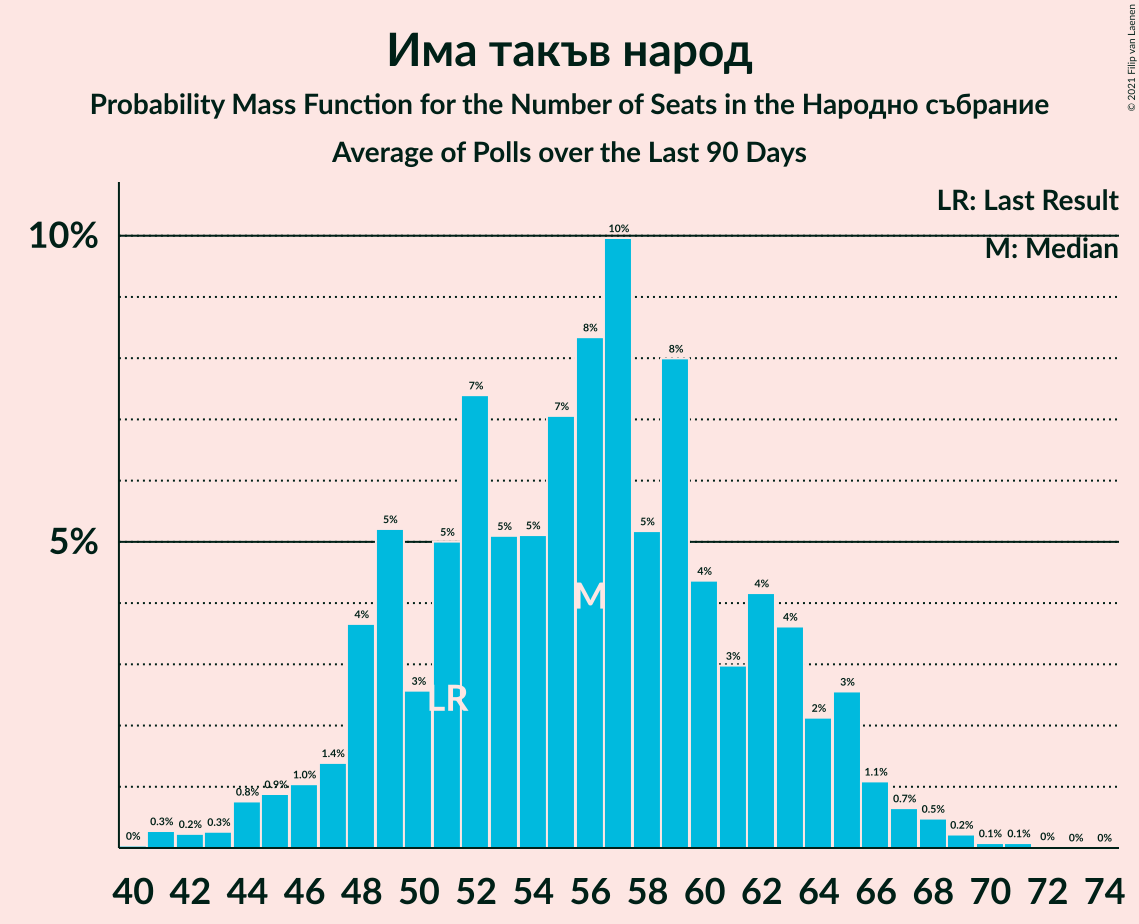 Има такъв народ
Probability Mass Function for the Number of Seats in the Народно събрание
Average of Polls over the Last 90 Days
© 2021 Filip van Laenen
LR: Last Result
M: Median
10%
5%
0% 0.3% 0.2% 0.3% 0.8% 0.9% 1.0% 1.4% 4% 5% 3% 5% 7% 5% 5% 7% 8% 10% 5% 8% 4% 3% 4% 4% 2% 3% 1.1% 0.7% 0.5% 0.2% 0.1% 0.1% 0% 0% 0%
M
LR
40 42 44 46 48 50 52 54 56 58 60 62 64 66 68 70 72 74